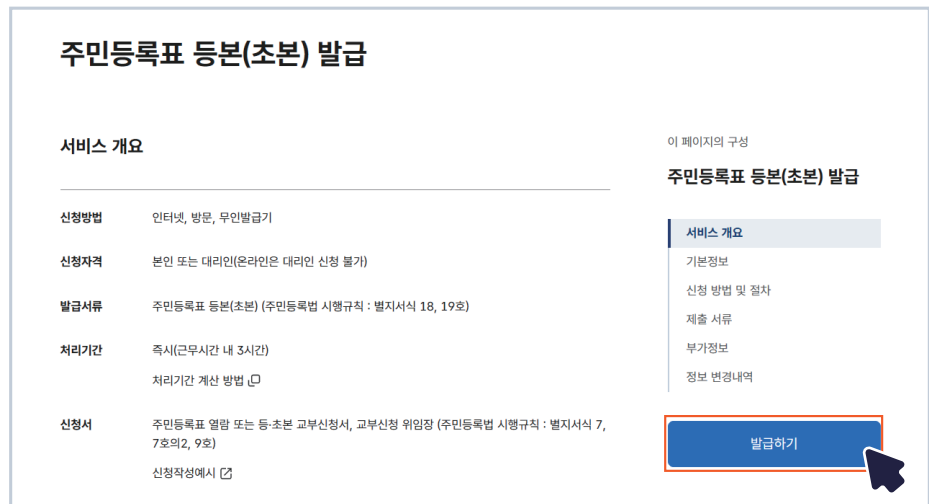 주민등록표 등본(초본) 발급
서비스 개요
신청방법 인터넷, 방문, 무인발급기
신청자격 본인 또는 대리인(온라인은 대리인 신청 불가)
발급서류 주민등록표 등본(초본) (주민등록법 시행규칙 : 별지서식 18, 19호)
처리기간 즉시(근무시간 내 3시간)
처리기간 계산 방법
신청서 주민등록표 열람 또는 등·초본 교부신청서, 교부신청 위임장 (주민등록법 시행규칙 : 별지서식 7,
7호의2, 9호)
신청작성예시
이 페이지의 구성
주민등록표 등본(초본) 발급
서비스 개요
기본정보
신청 방법 및 절차
제출 서류
부가정보
정보 변경내역
발급하기